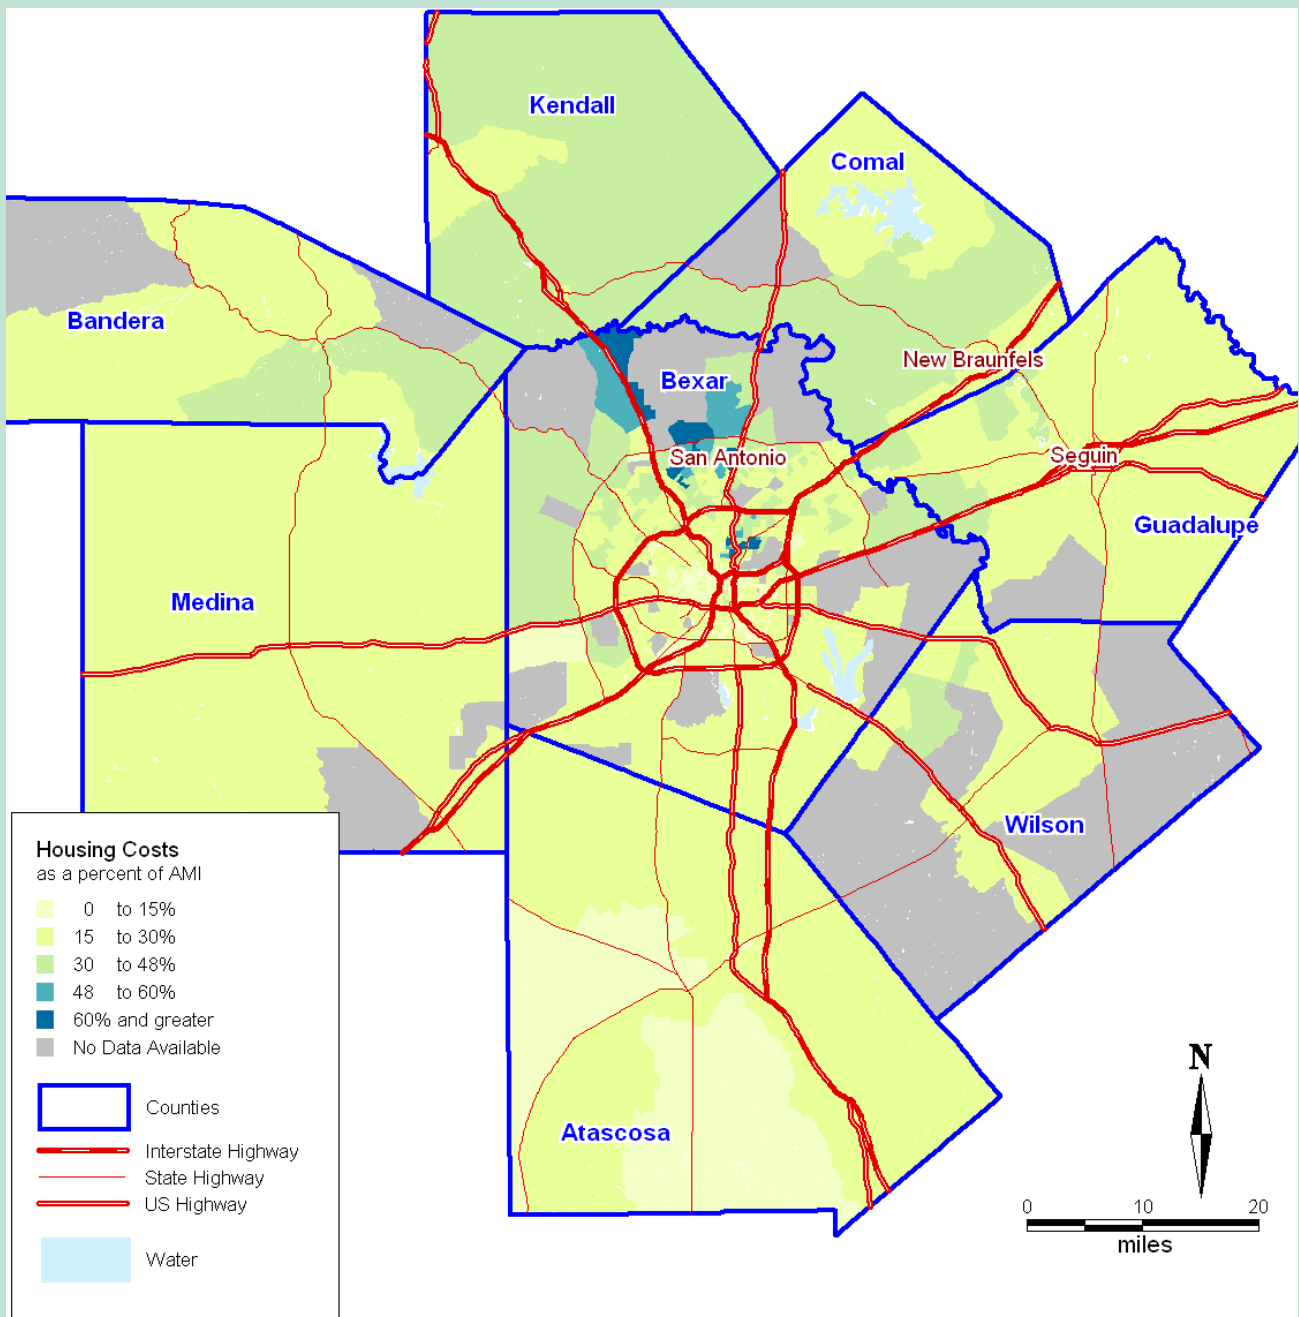 Kendall
Comal
Bandera
New Braunfels
Bexar
San Antonio
Seguin
Guadalupe
Medina
Wilson
Atascosa
Housing Costs
as a percent of AMI
0 to 15%
15 to 30%
30 to 48%
48 to 60%
60% and greater
No Data Available
Counties
Interstate Highway
State Highway
US Highway
Water
N
0 10 20
miles